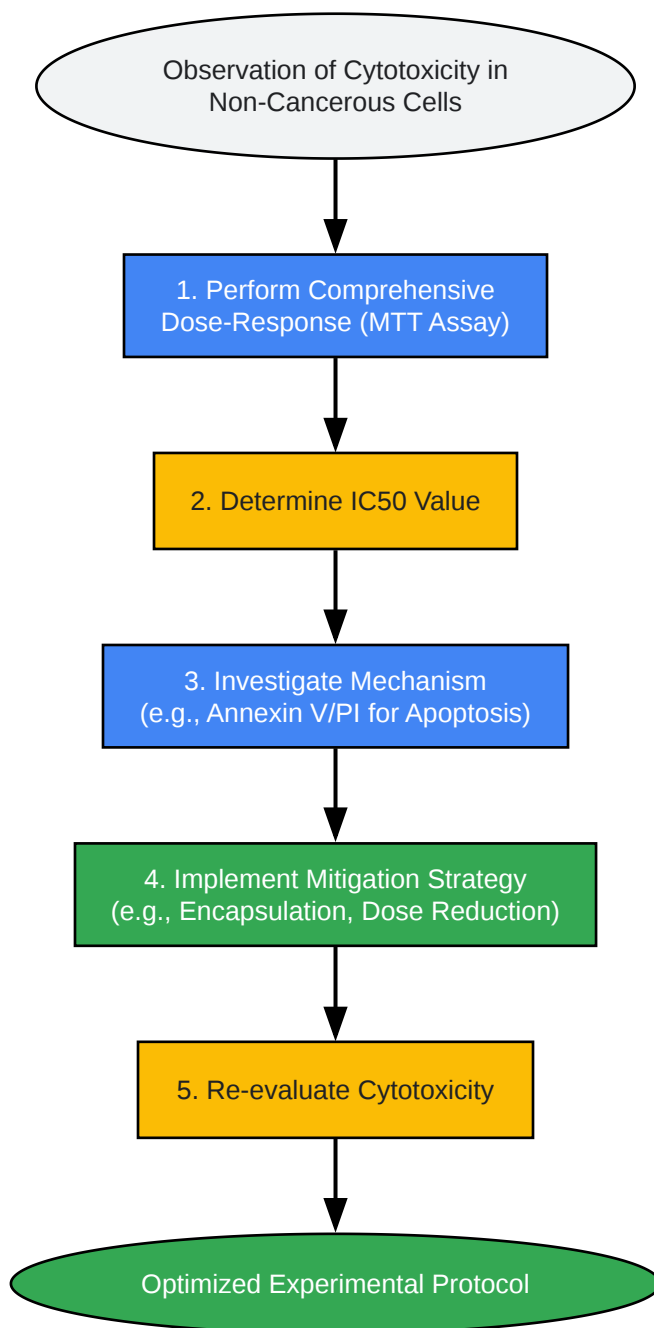 Observation of Cytotoxicity in
Non-Cancerous Cells
1. Perform Comprehensive
Dose-Response (MTT Assay)
2. Determine IC50 Value
3. Investigate Mechanism
(e.g., Annexin V/PI for Apoptosis)
4. Implement Mitigation Strategy
(e.g., Encapsulation, Dose Reduction)
5. Re-evaluate Cytotoxicity
Optimized Experimental Protocol